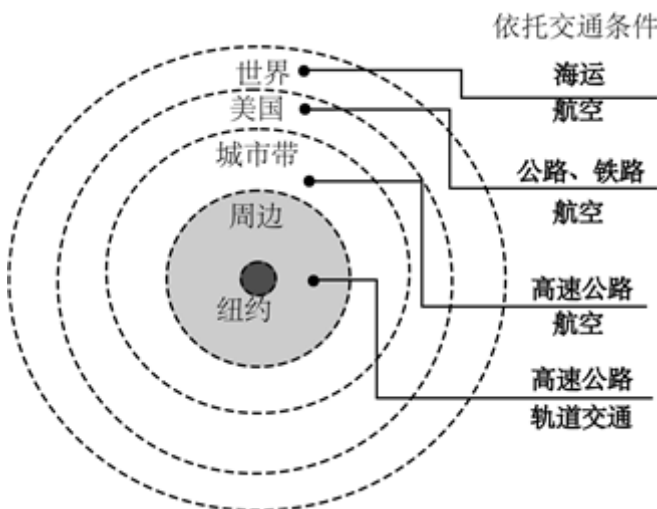 依托交通条件
世界
海运
航空
美国
公路、铁路
航空
城市带
高速公路
航空
周边
纽约
高速公路
轨道交通